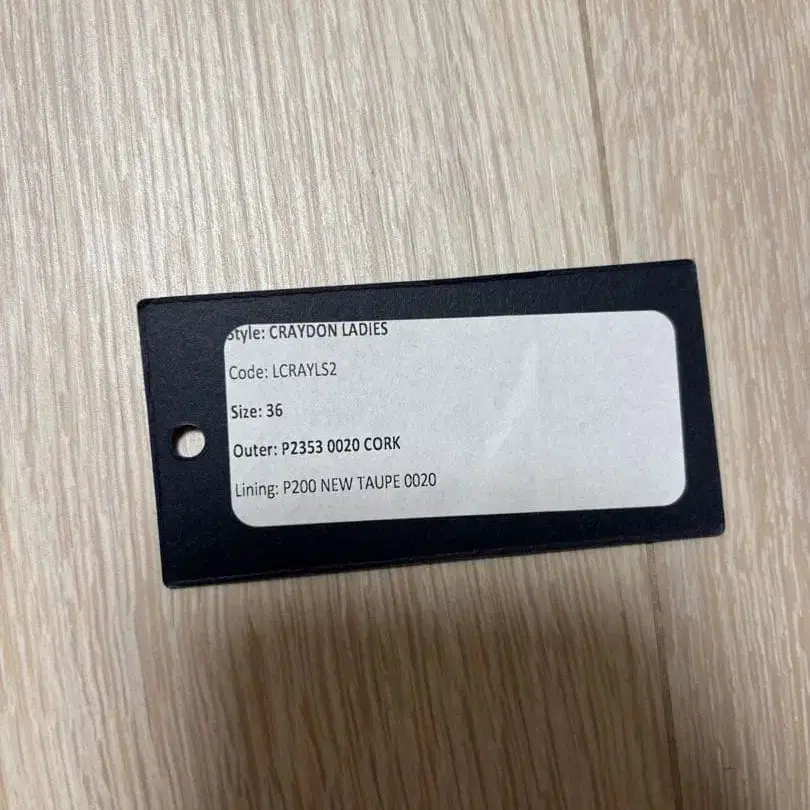 Style: CRAYDON LADIES
Code: LCRAYLS2
Size: 36
Outer: P2353 0020 CORK
Lining: P200 NEW TAUPE 0020